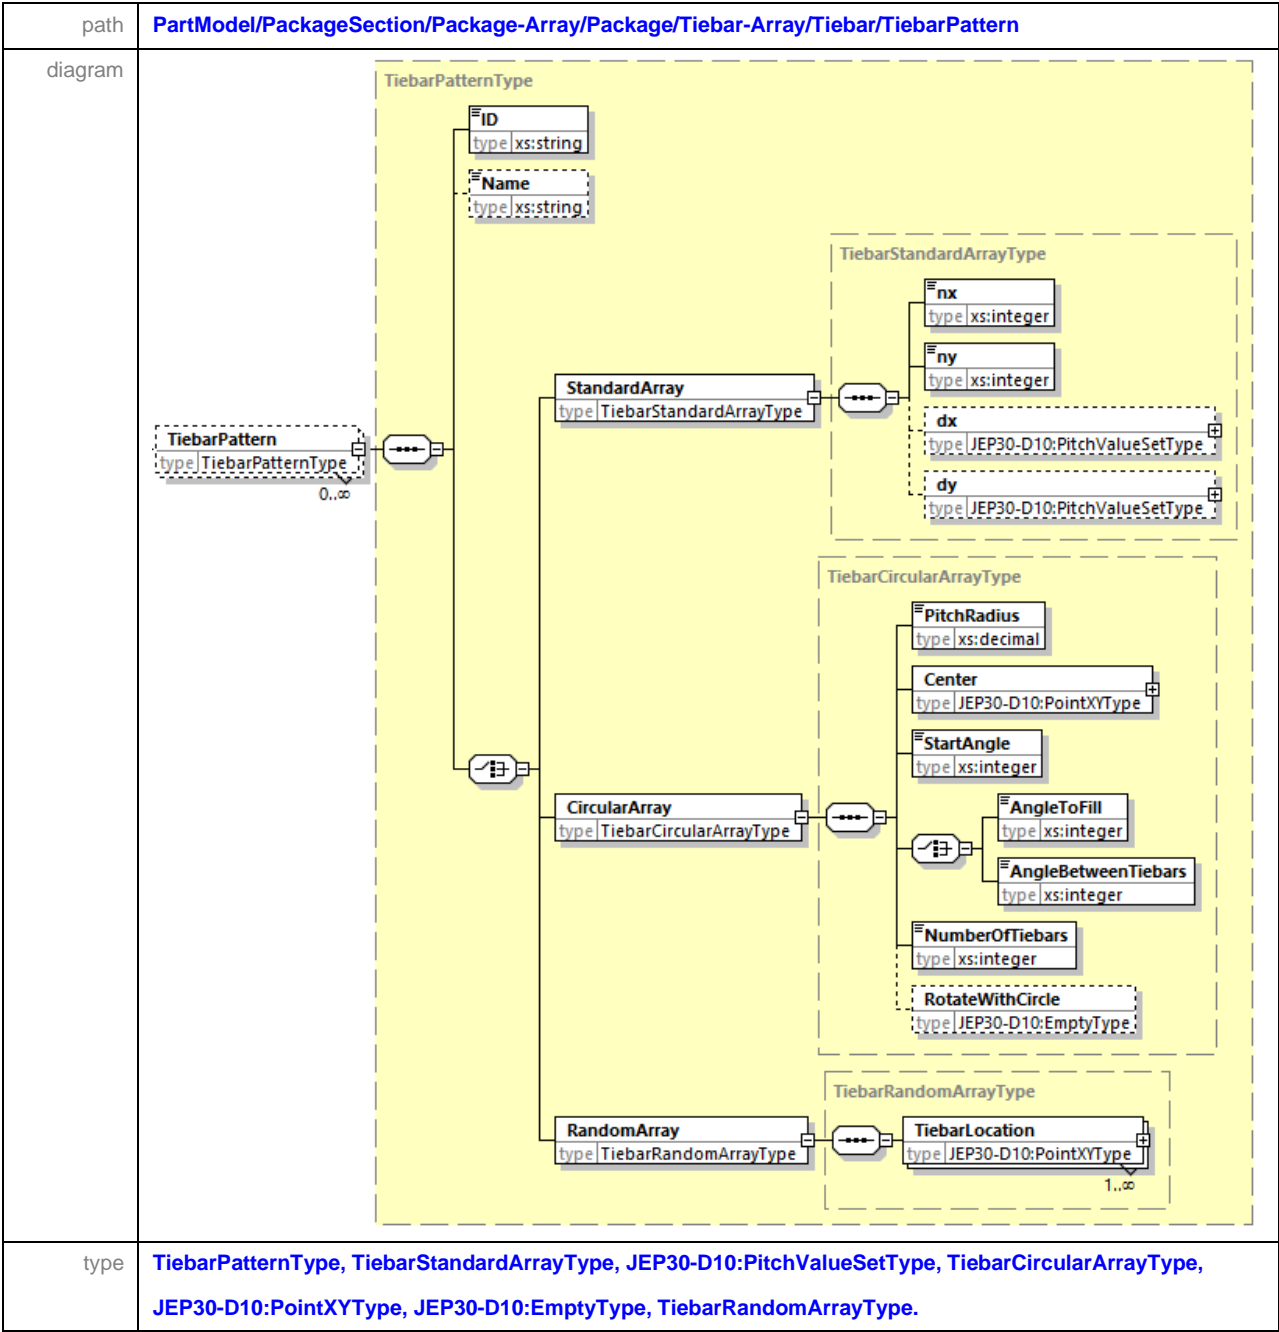 path
PartModel/PackageSection/Package-Array/Package/Tiebar-Array/Tiebar/TiebarPattern
diagram
TiebarPatternType
ID
type xs:string
Name
type xs:string
TiebarStandardArrayType
nx
type xs:integer
ny
type xs:integer
StandardArray
type TiebarStandardArrayType
dx
type JEP30-D10:PitchValueSetType
TiebarPattern
type TiebarPatternType
0..∞
dy
type JEP30-D10:PitchValueSetType
TiebarCircularArrayType
PitchRadius
type xs:decimal
Center
type JEP30-D10:PointXYType
StartAngle
type xs:integer
CircularArray
type TiebarCircularArrayType
AngleToFill
type xs:integer
AngleBetweenTiebars
type xs:integer
NumberOfTiebars
type xs:integer
RotateWithCircle
type JEP30-D10:EmptyType
TiebarRandomArrayType
RandomArray
type TiebarRandomArrayType
TiebarLocation
type JEP30-D10:PointXYType
1..∞
type
TiebarPatternType, TiebarStandardArrayType, JEP30-D10:PitchValueSetType, TiebarCircularArrayType,
JEP30-D10:PointXYType, JEP30-D10:EmptyType, TiebarRandomArrayType.